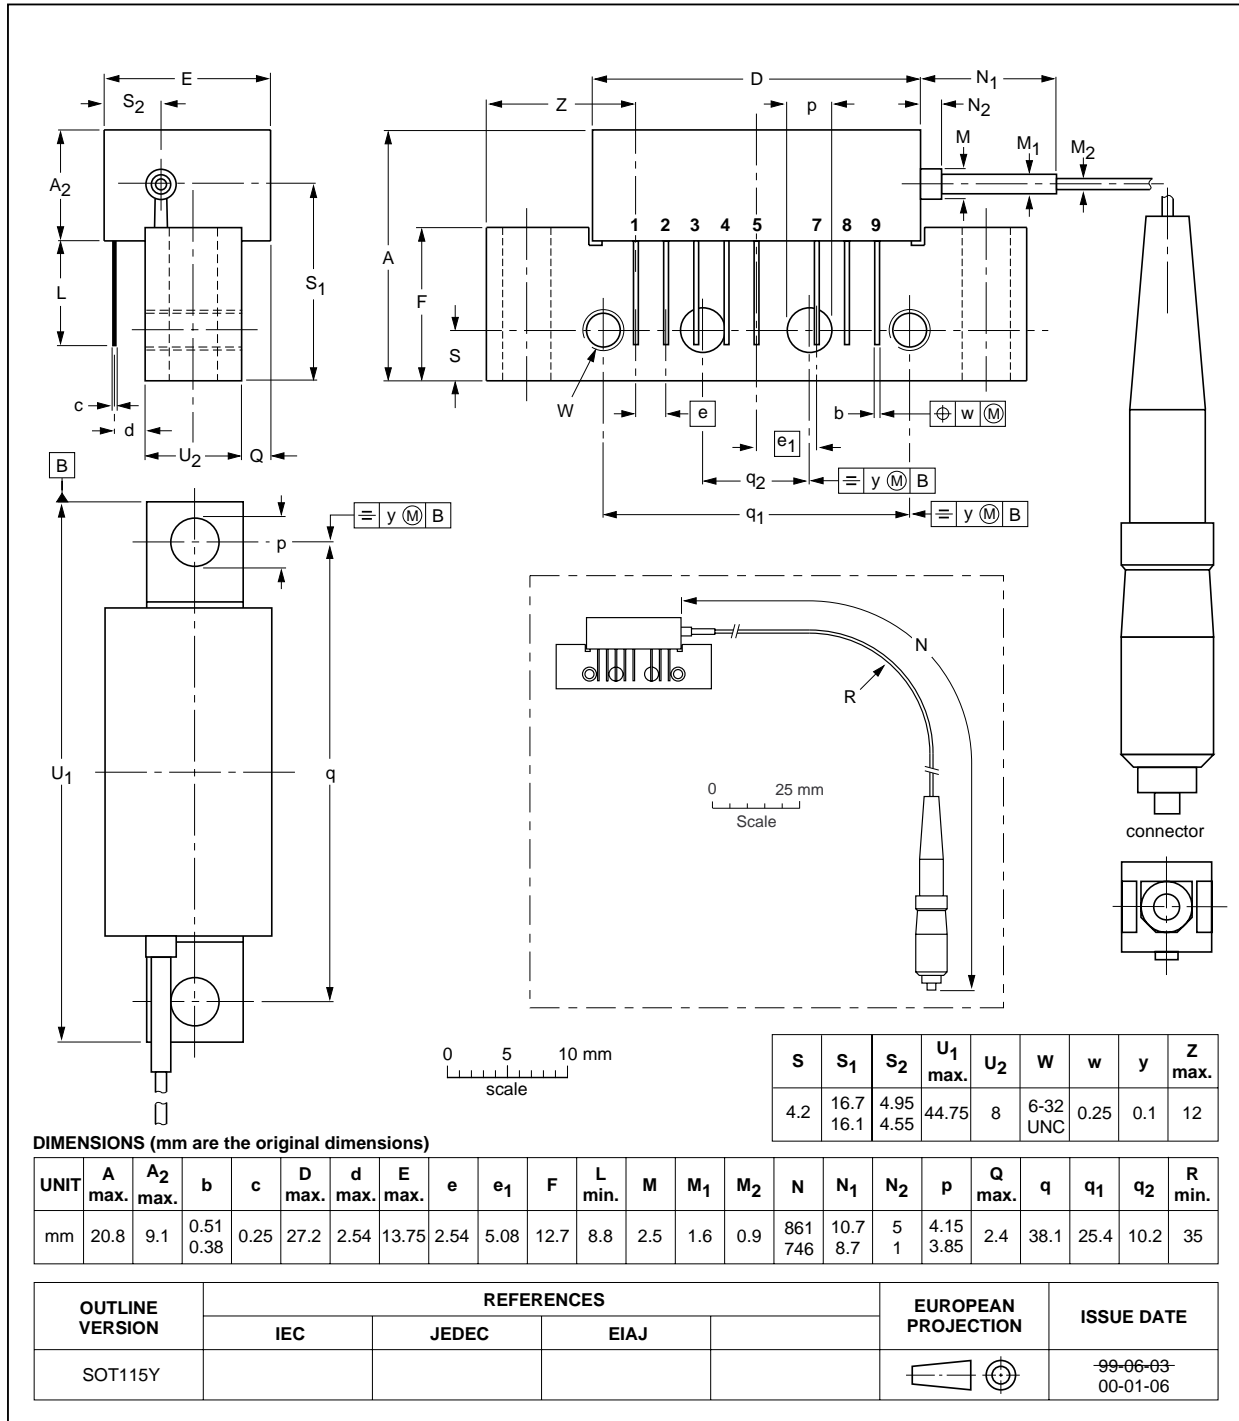 E
D
N1
S2
Z
p
N2
M
M1
M2
A2
1 2 3 4 5 7 8 9
A
S1
L
F
S
c
W
e
b
⌖ w Ⓜ
d
e1
U2
Q
B
q2
⌯ y Ⓜ B
q1
⌯ y Ⓜ B
⌯ y Ⓜ B
p
N
R
U1
q
0 25 mm
Scale
connector
0 5 10 mm
scale
S S1 S2 U1 max. U2 W w y Z max.
4.2 16.7 16.1 4.95 4.55 44.75 8 6-32 UNC 0.25 0.1 12
DIMENSIONS (mm are the original dimensions)
UNIT A max. A2 max. b c D max. d max. E max. e e1 F L min. M M1 M2 N N1 N2 p Q max. q q1 q2 R min.
mm 20.8 9.1 0.51 0.38 0.25 27.2 2.54 13.75 2.54 5.08 12.7 8.8 2.5 1.6 0.9 861 746 10.7 8.7 5 1 4.15 3.85 2.4 38.1 25.4 10.2 35
OUTLINE VERSION REFERENCES EUROPEAN PROJECTION ISSUE DATE
IEC JEDEC EIAJ
SOT115Y 99-06-03
00-01-06